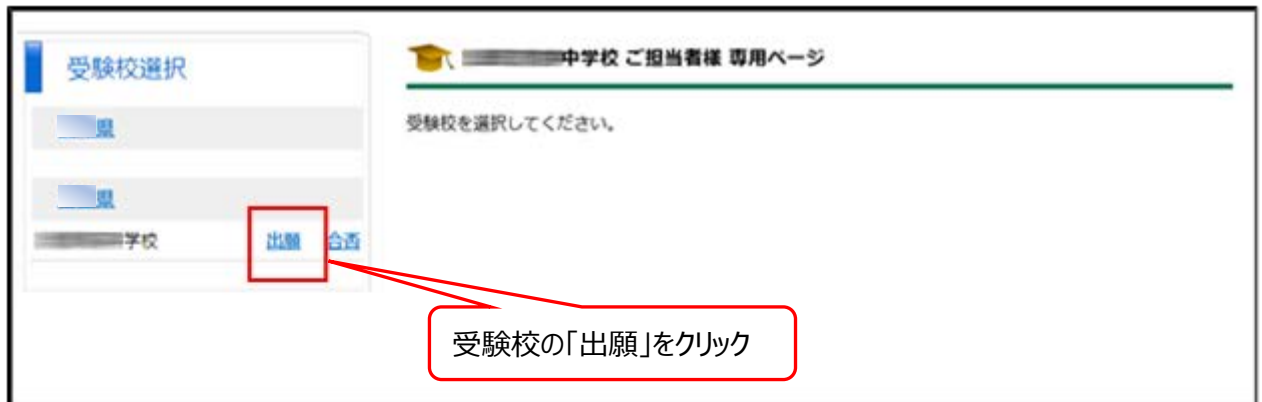 受験校選択
県
県
学校 出願 合否
中学校 ご担当者様 専用ページ
受験校を選択してください。
受験校の「出願」をクリック